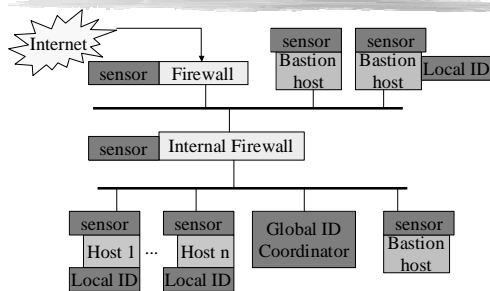 Internet
sensor Firewall
sensor
Bastion
host
sensor
Bastion
host
Local ID
sensor Internal Firewall
sensor
Host 1
Local ID
...
sensor
Host n
Local ID
Global ID
Coordinator
sensor
Bastion
host